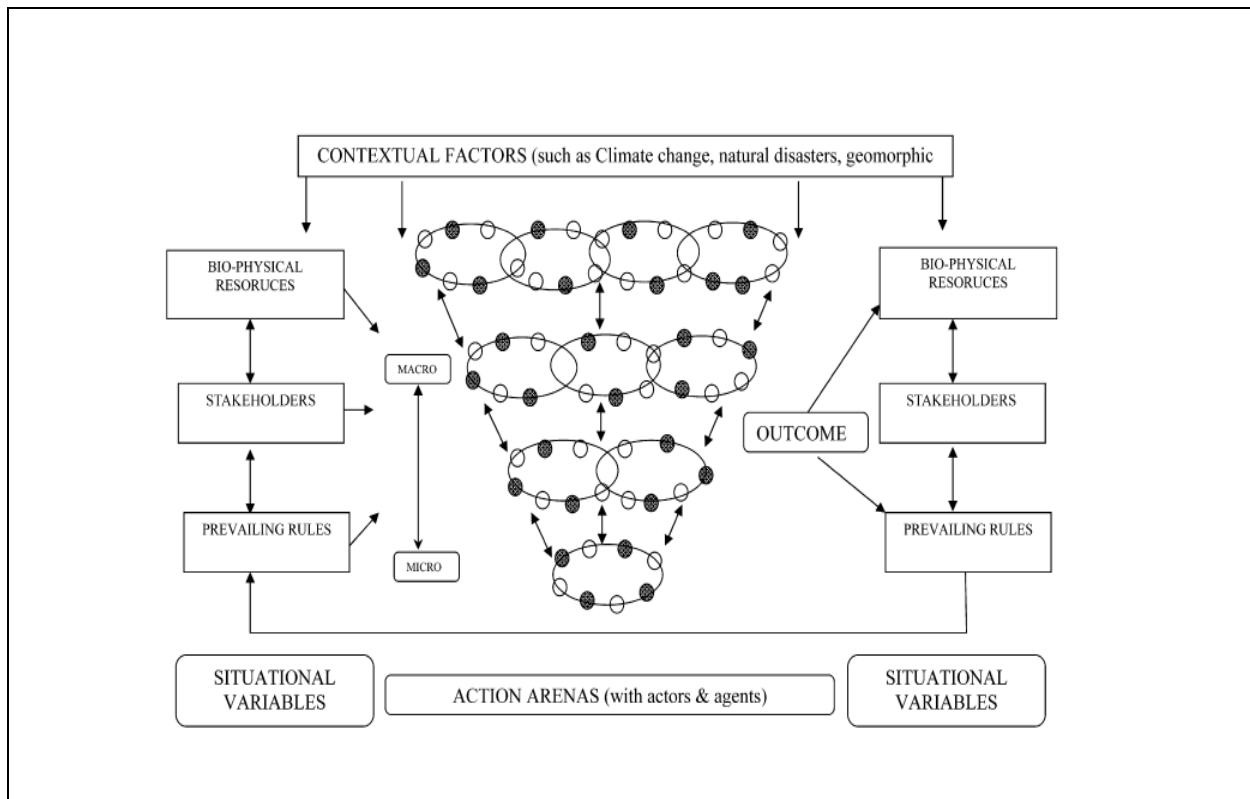 CONTEXTUAL FACTORS (such as Climate change, natural disasters, geomorphic
BIO-PHYSICAL
RESORUCES
STAKEHOLDERS
PREVAILING RULES
MACRO
MICRO
OUTCOME
BIO-PHYSICAL
RESORUCES
STAKEHOLDERS
PREVAILING RULES
SITUATIONAL
VARIABLES
ACTION ARENAS (with actors & agents)
SITUATIONAL
VARIABLES